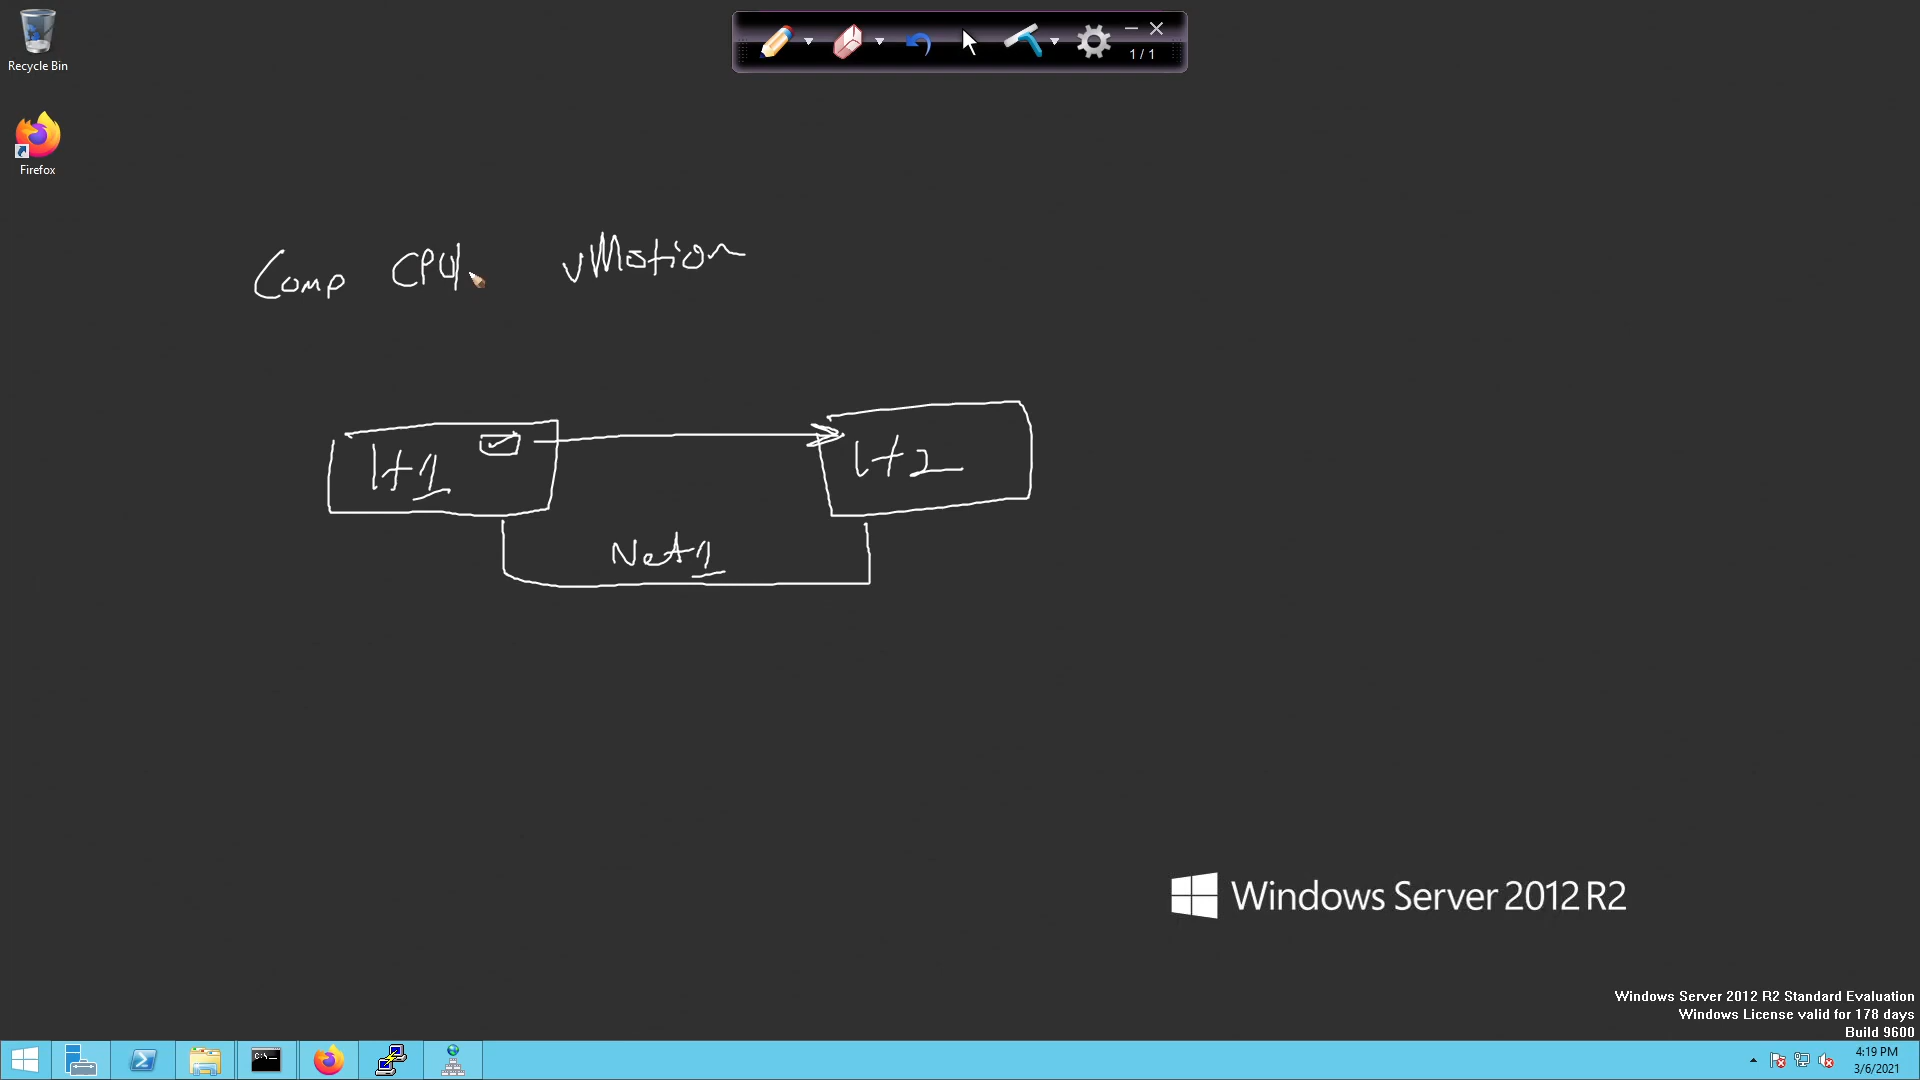 Recycle Bin
1 / 1
Firefox
Comp CPU vMotion
H1
H2
Net1
Windows Server 2012 R2
Windows Server 2012 R2 Standard Evaluation
Windows License valid for 178 days
Build 9600
C:\_
4:19 PM
3/6/2021